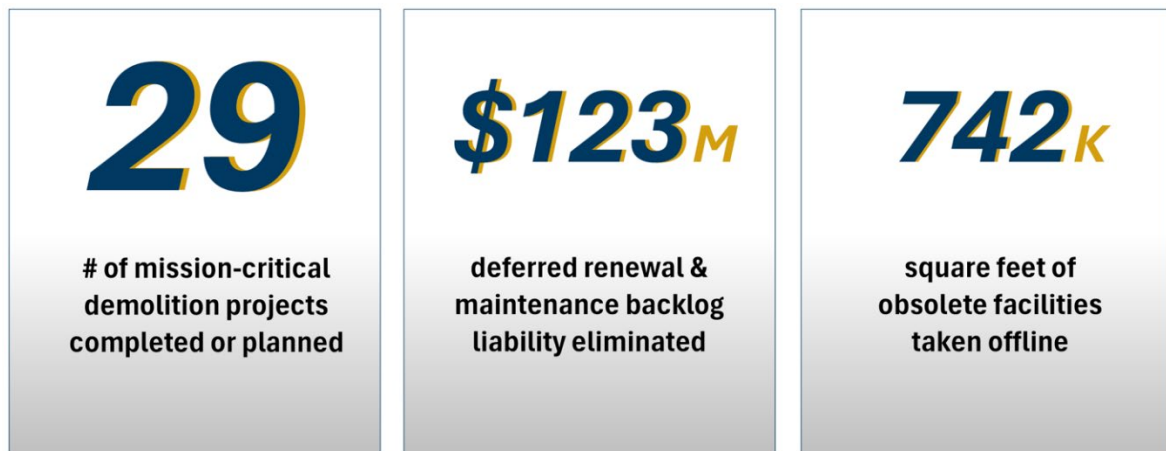 29
# of mission-critical
demolition projects
completed or planned
$123M
deferred renewal &
maintenance backlog
liability eliminated
742K
square feet of
obsolete facilities
taken offline